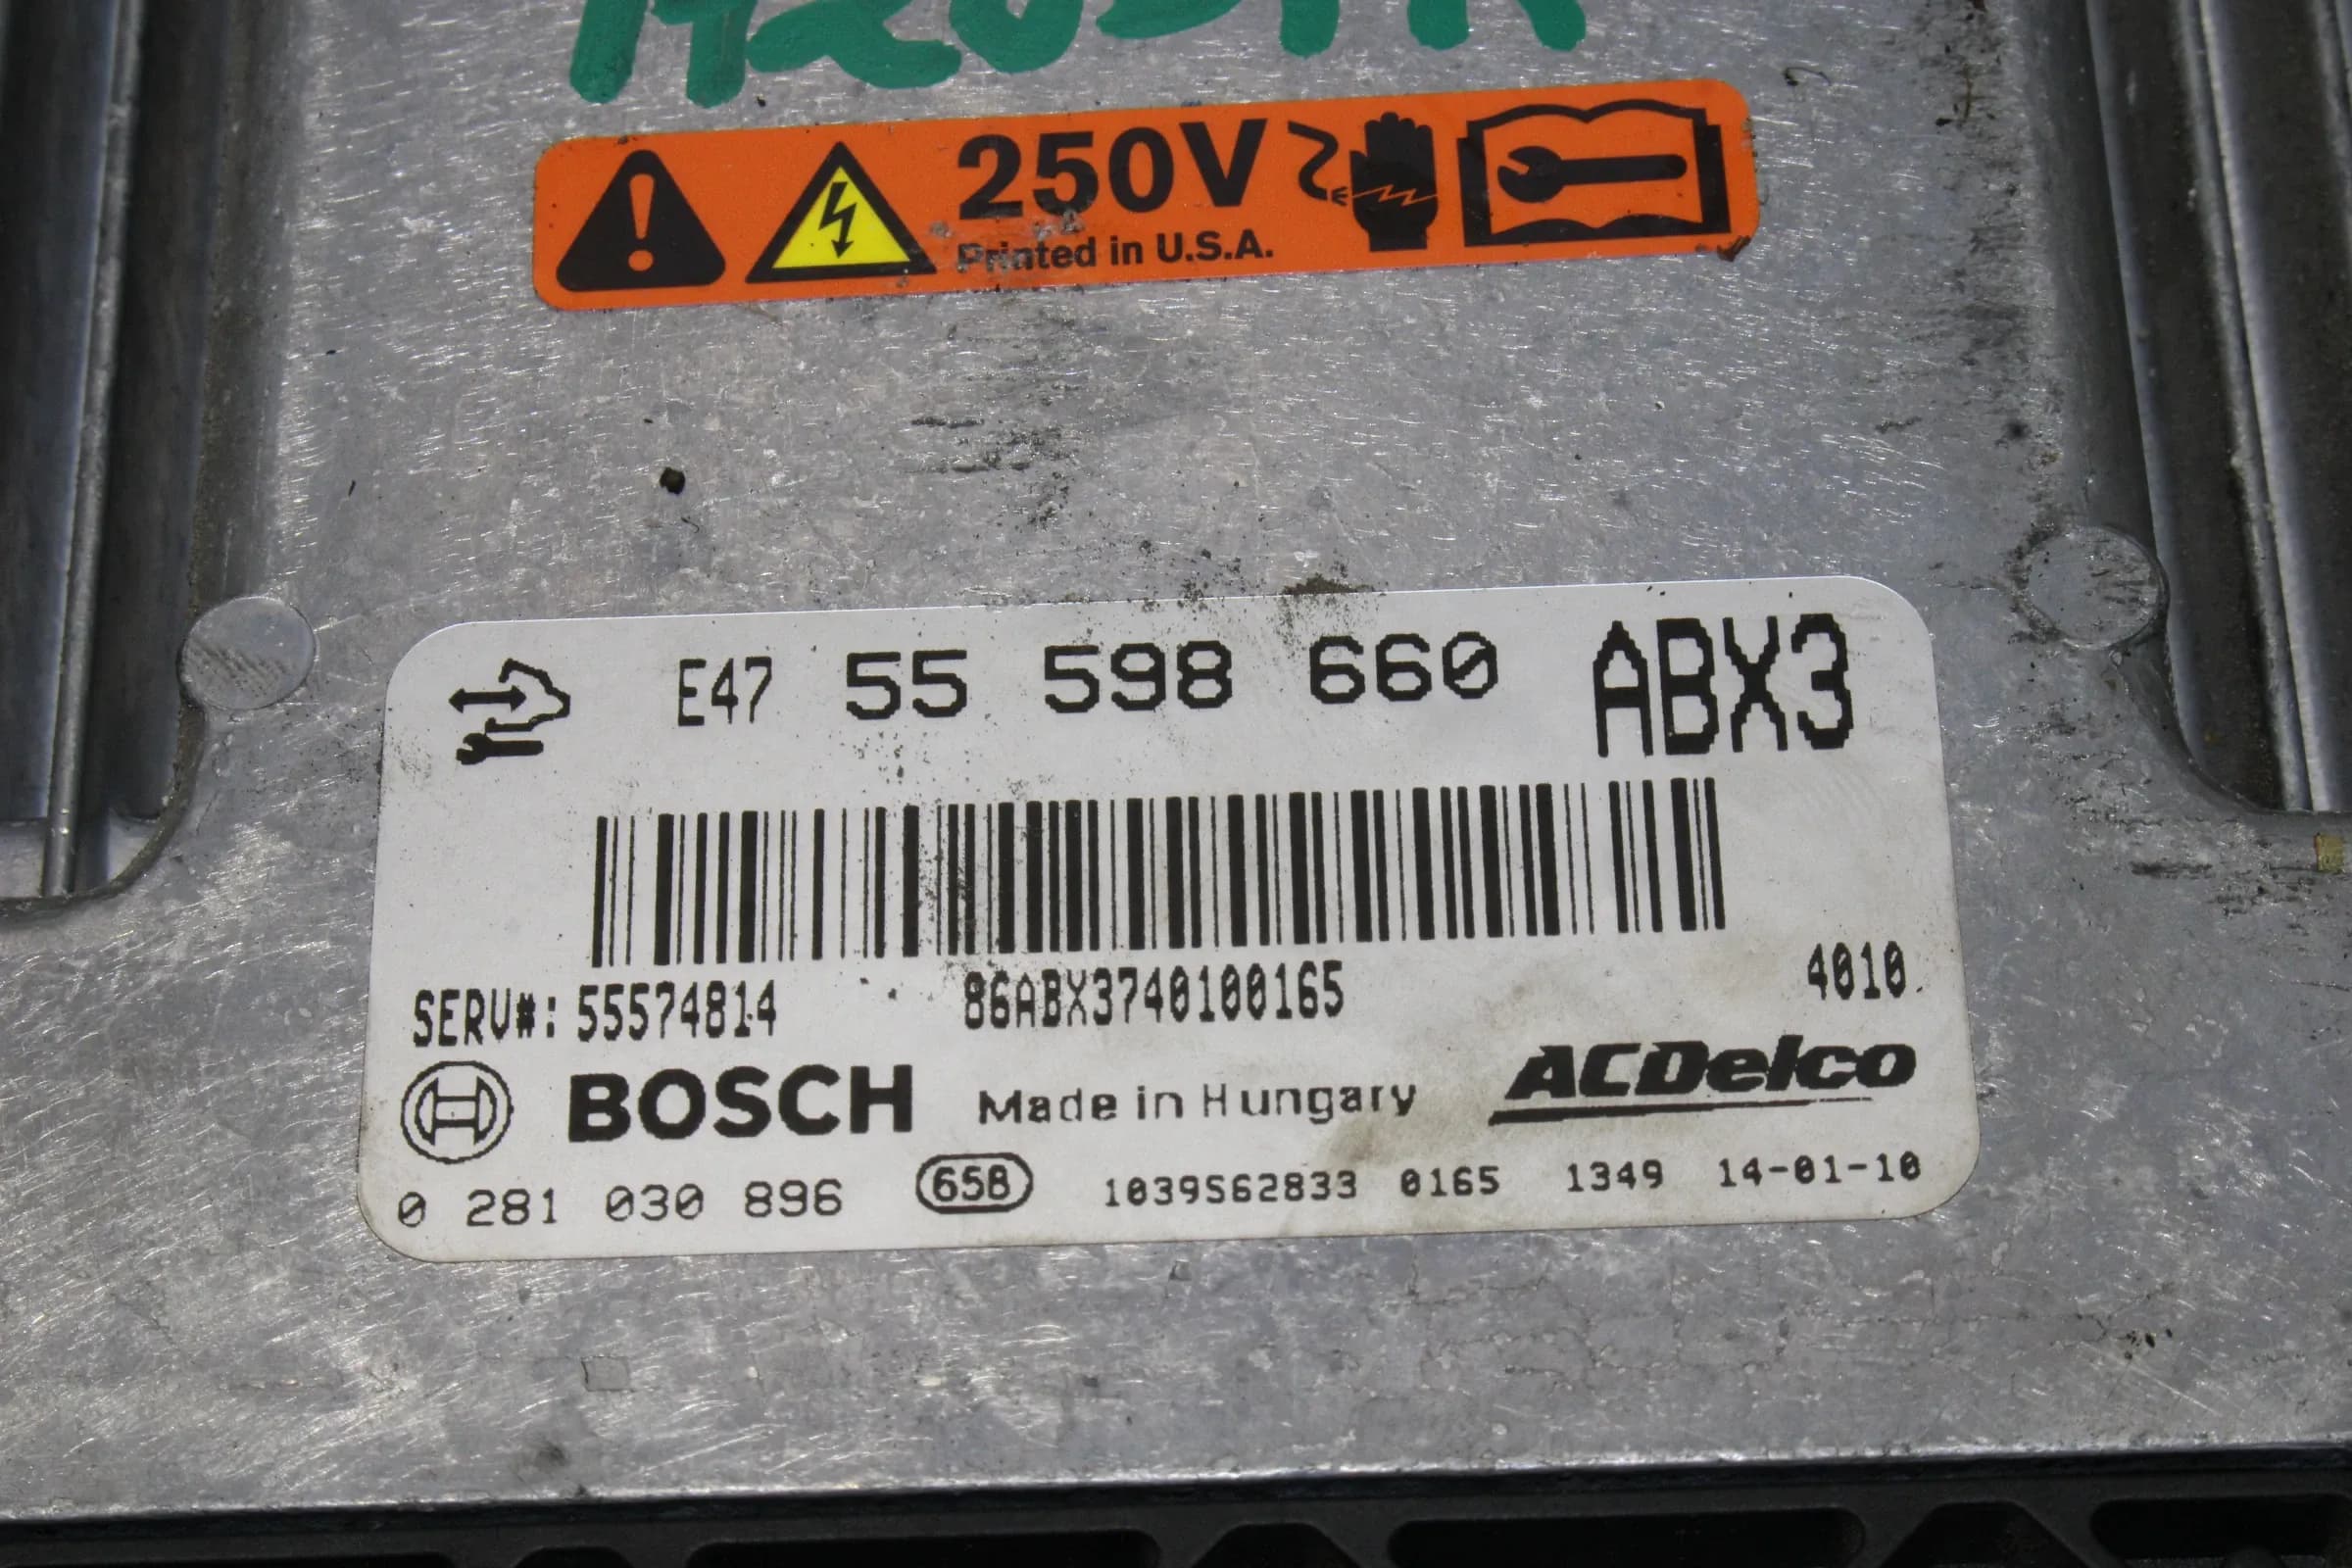 250V
Printed in U.S.A.
E47 55 598 660 ABX3
SERV#: 55574814 86ABX3740100165 4010
BOSCH Made in Hungary ACDelco
0 281 030 896 658 1039S62833 0165 1349 14-01-10